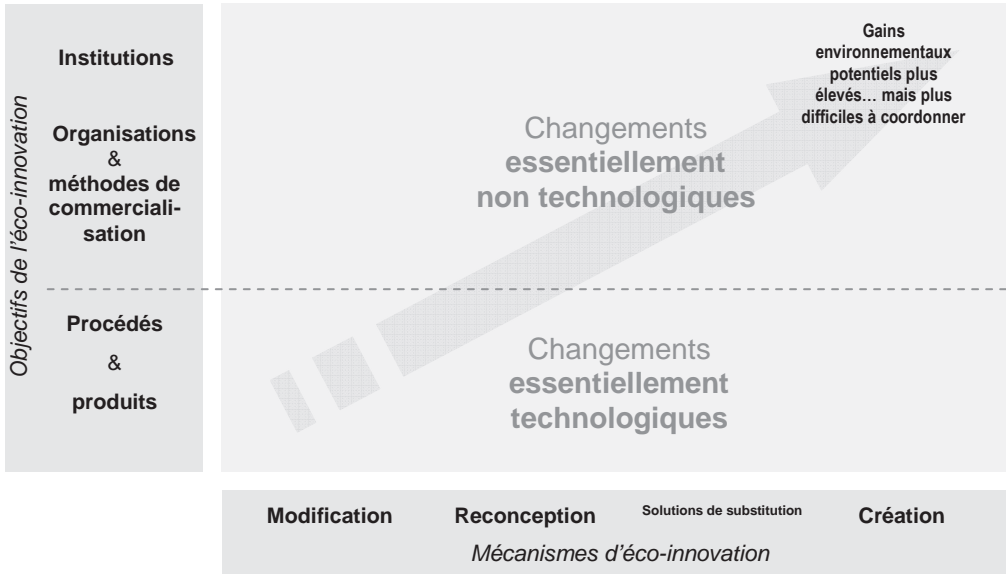 Objectifs de l'éco-innovation
Institutions
Organisations
&
méthodes de
commerciali-
sation
Procédés
&
produits
Gains
environnementaux
potentiels plus
élevés… mais plus
difficiles à coordonner
Changements
essentiellement
non technologiques
Changements
essentiellement
technologiques
Modification Reconception Solutions de substitution Création
Mécanismes d'éco-innovation